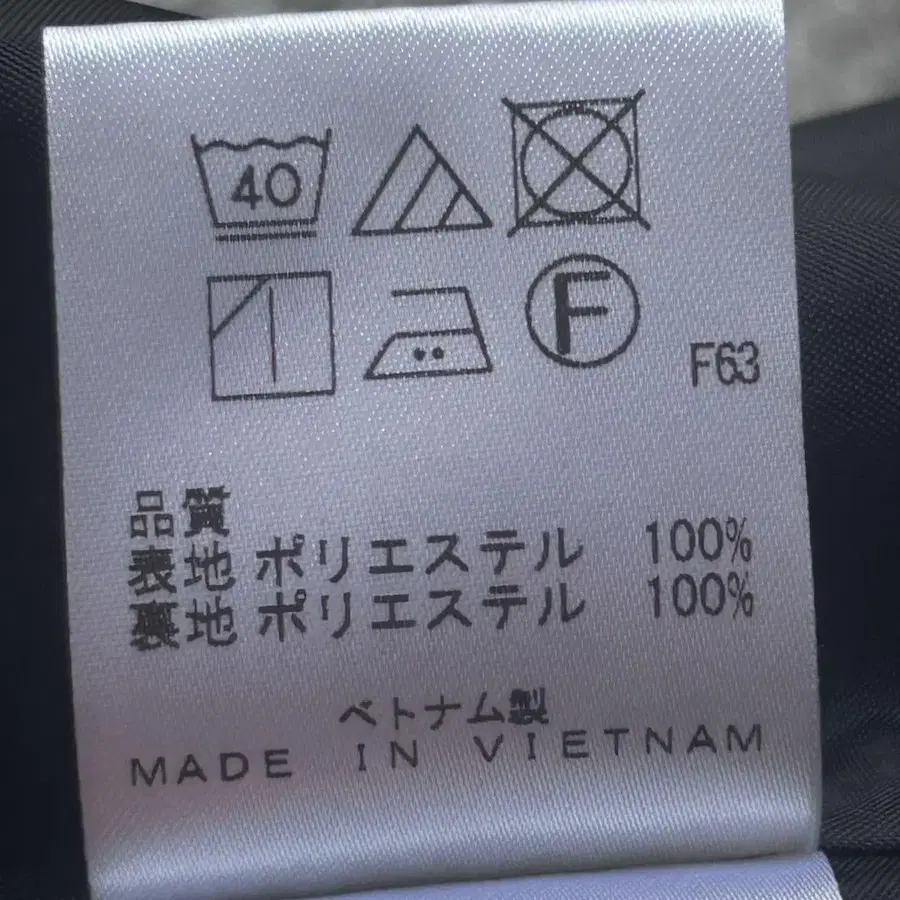 40
F
F63
品質
表地 ポリエステル 100%
裏地 ポリエステル 100%
ベトナム製
MADE IN VIETNAM